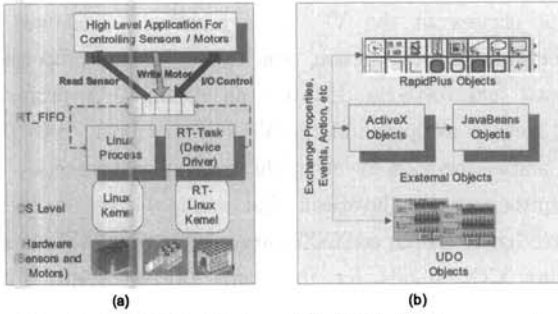 High Level Application For
Controlling Sensors / Motors
Read Sensor
Write Motor
I/O Control
RT_FIFO
Linux
Process
RT-Task
(Device
Driver)
OS Level
Linux
Kernel
RT-
Linux
Kernel
Hardware
(Sensors and
Motors)
(a)
Exchange Properties,
Events, Action, etc
RapidPlus Objects
ActiveX
Objects
JavaBeans
Objects
Exsternal Objects
UDO
Objects
(b)